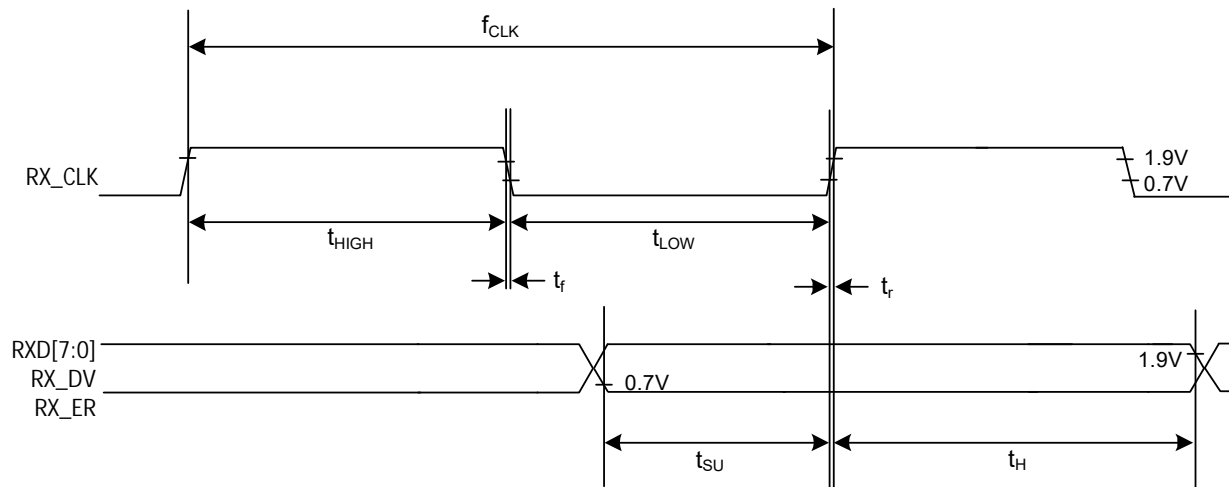 fCLK
RX_CLK
1.9V
0.7V
tHIGH
tLOW
tf
tr
RXD[7:0]
RX_DV
RX_ER
0.7V
1.9V
tSU
tH